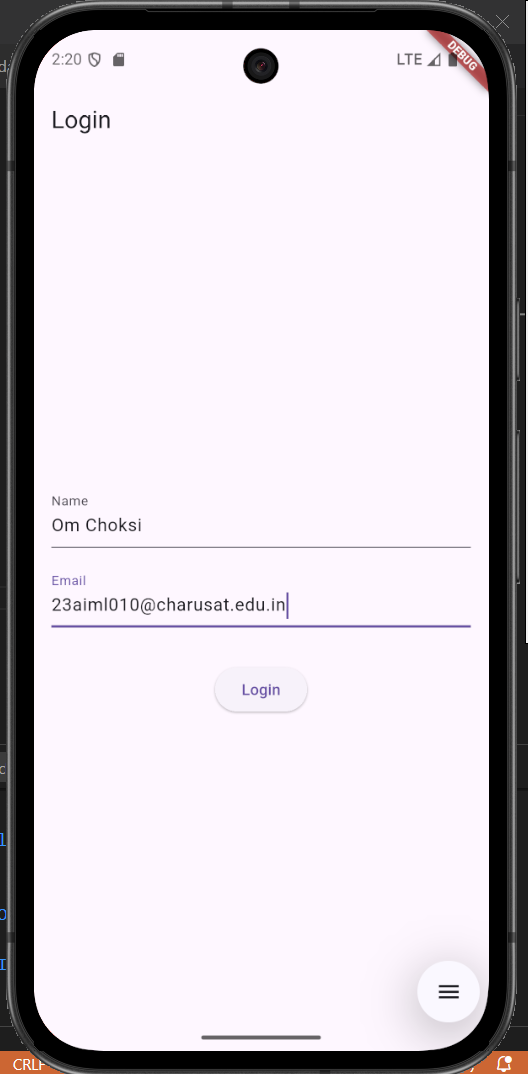 2:20
LTE
DEBUG
Login
Name
Om Choksi
Email
23aiml010@charusat.edu.in
Login
CRLF